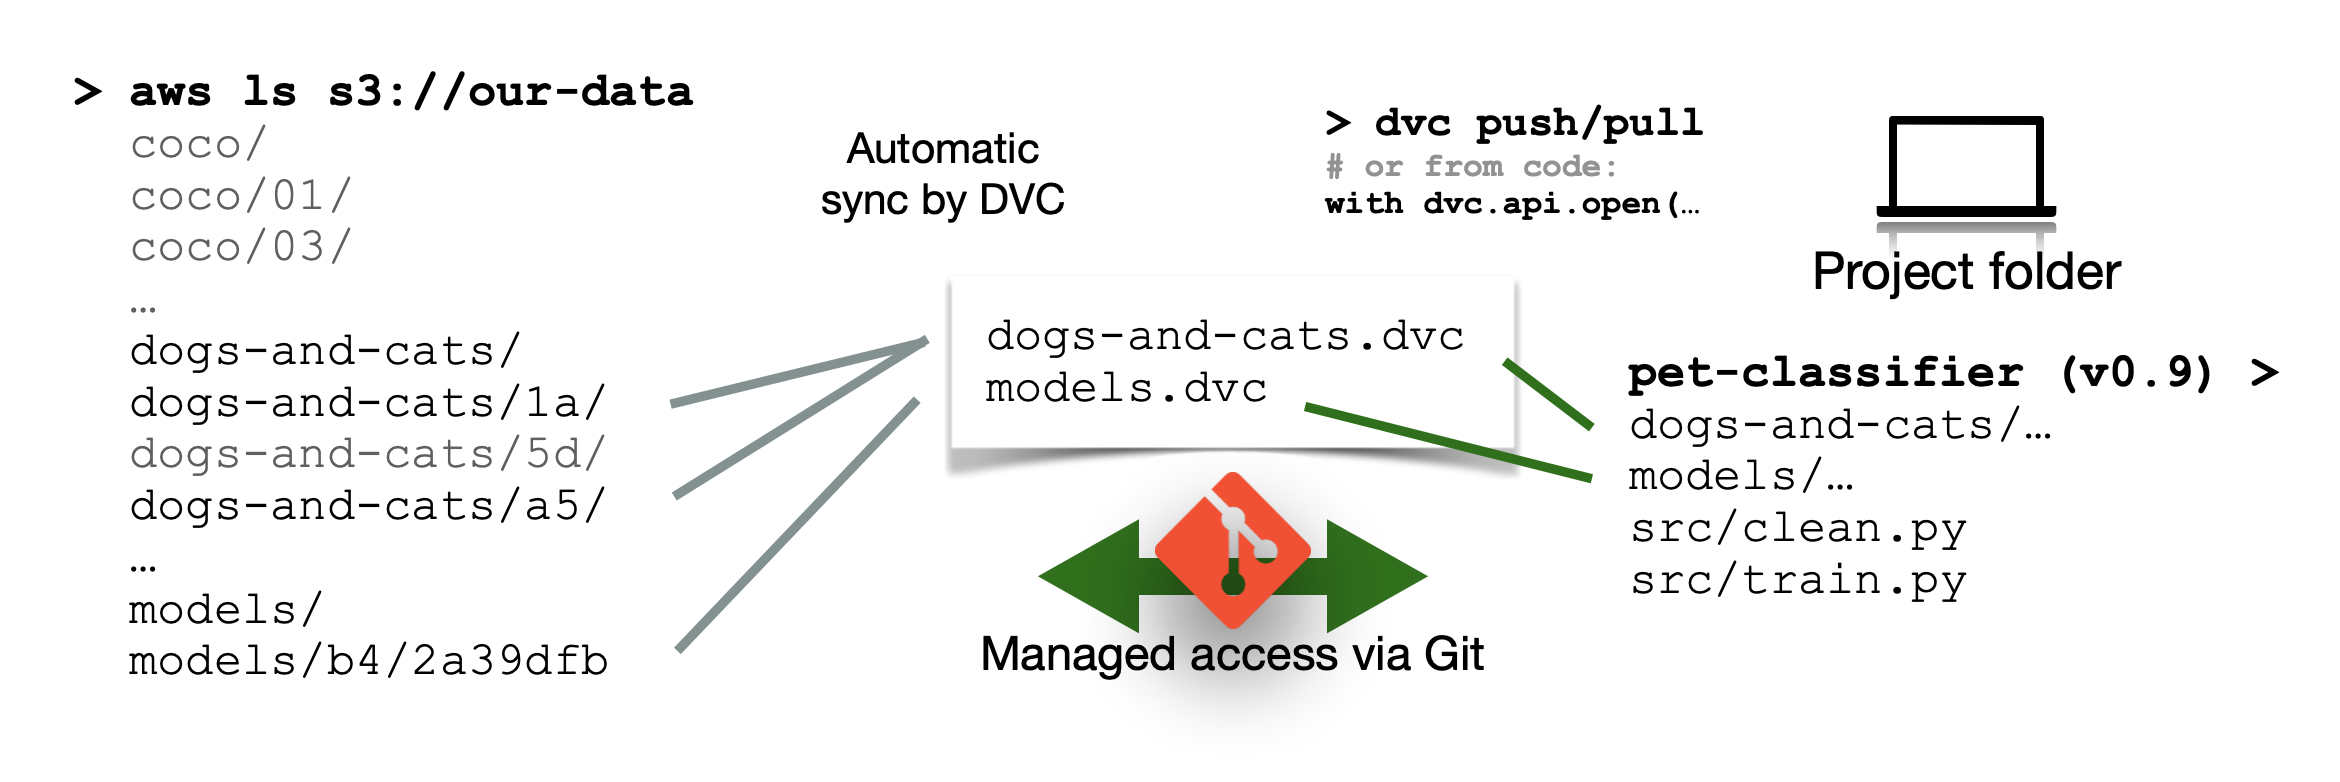 > aws ls s3://our-data
coco/
coco/01/
coco/03/
…
dogs-and-cats/
dogs-and-cats/1a/
dogs-and-cats/5d/
dogs-and-cats/a5/
…
models/
models/b4/2a39dfb
Automatic
sync by DVC
> dvc push/pull
# or from code:
with dvc.api.open(…
dogs-and-cats.dvc
models.dvc
Managed access via Git
Project folder
pet-classifier (v0.9) >
dogs-and-cats/…
models/…
src/clean.py
src/train.py